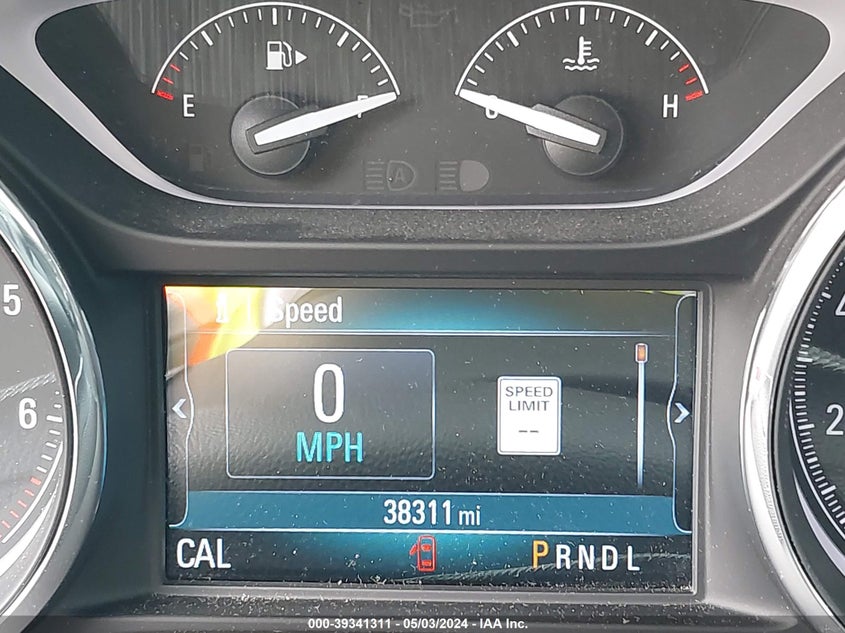 E
F
C
H
A
5
6
4
2
Speed
0
MPH
SPEED
LIMIT
--
38311 mi
CAL
PRNDL
000-39341311 - 05/03/2024 - IAA Inc.